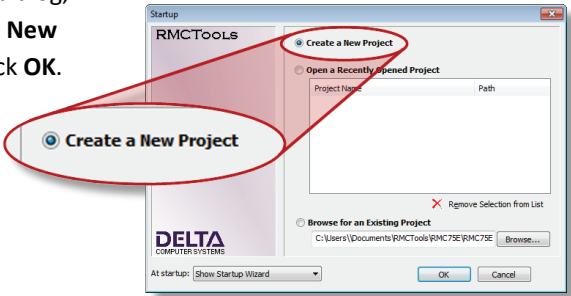 alog,
New
ck OK.
Startup
RMCTools
Create a New Project
Open a Recently Opened Project
Project Name Path
Create a New Project
Remove Selection from List
Browse for an Existing Project
C:\Users\\Documents\RMCTools\RMC75E\RMC75E Browse...
DELTA
COMPUTER SYSTEMS
At startup: Show Startup Wizard OK Cancel